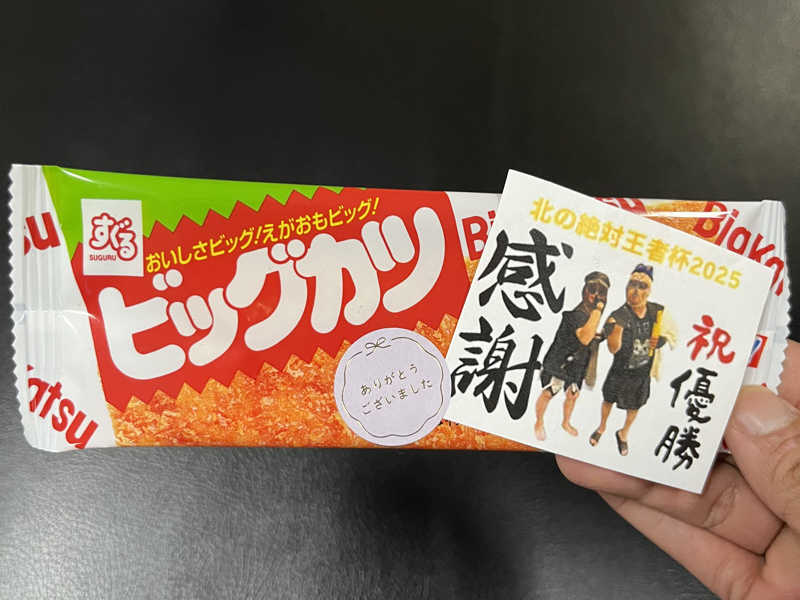 すぐる
SUGURU
おいしさビッグ!えがおもビッグ!
ビッグカツ
ありがとう
ございました
北の絶対王者杯2025
感謝
祝
優勝
BigKa
atsu